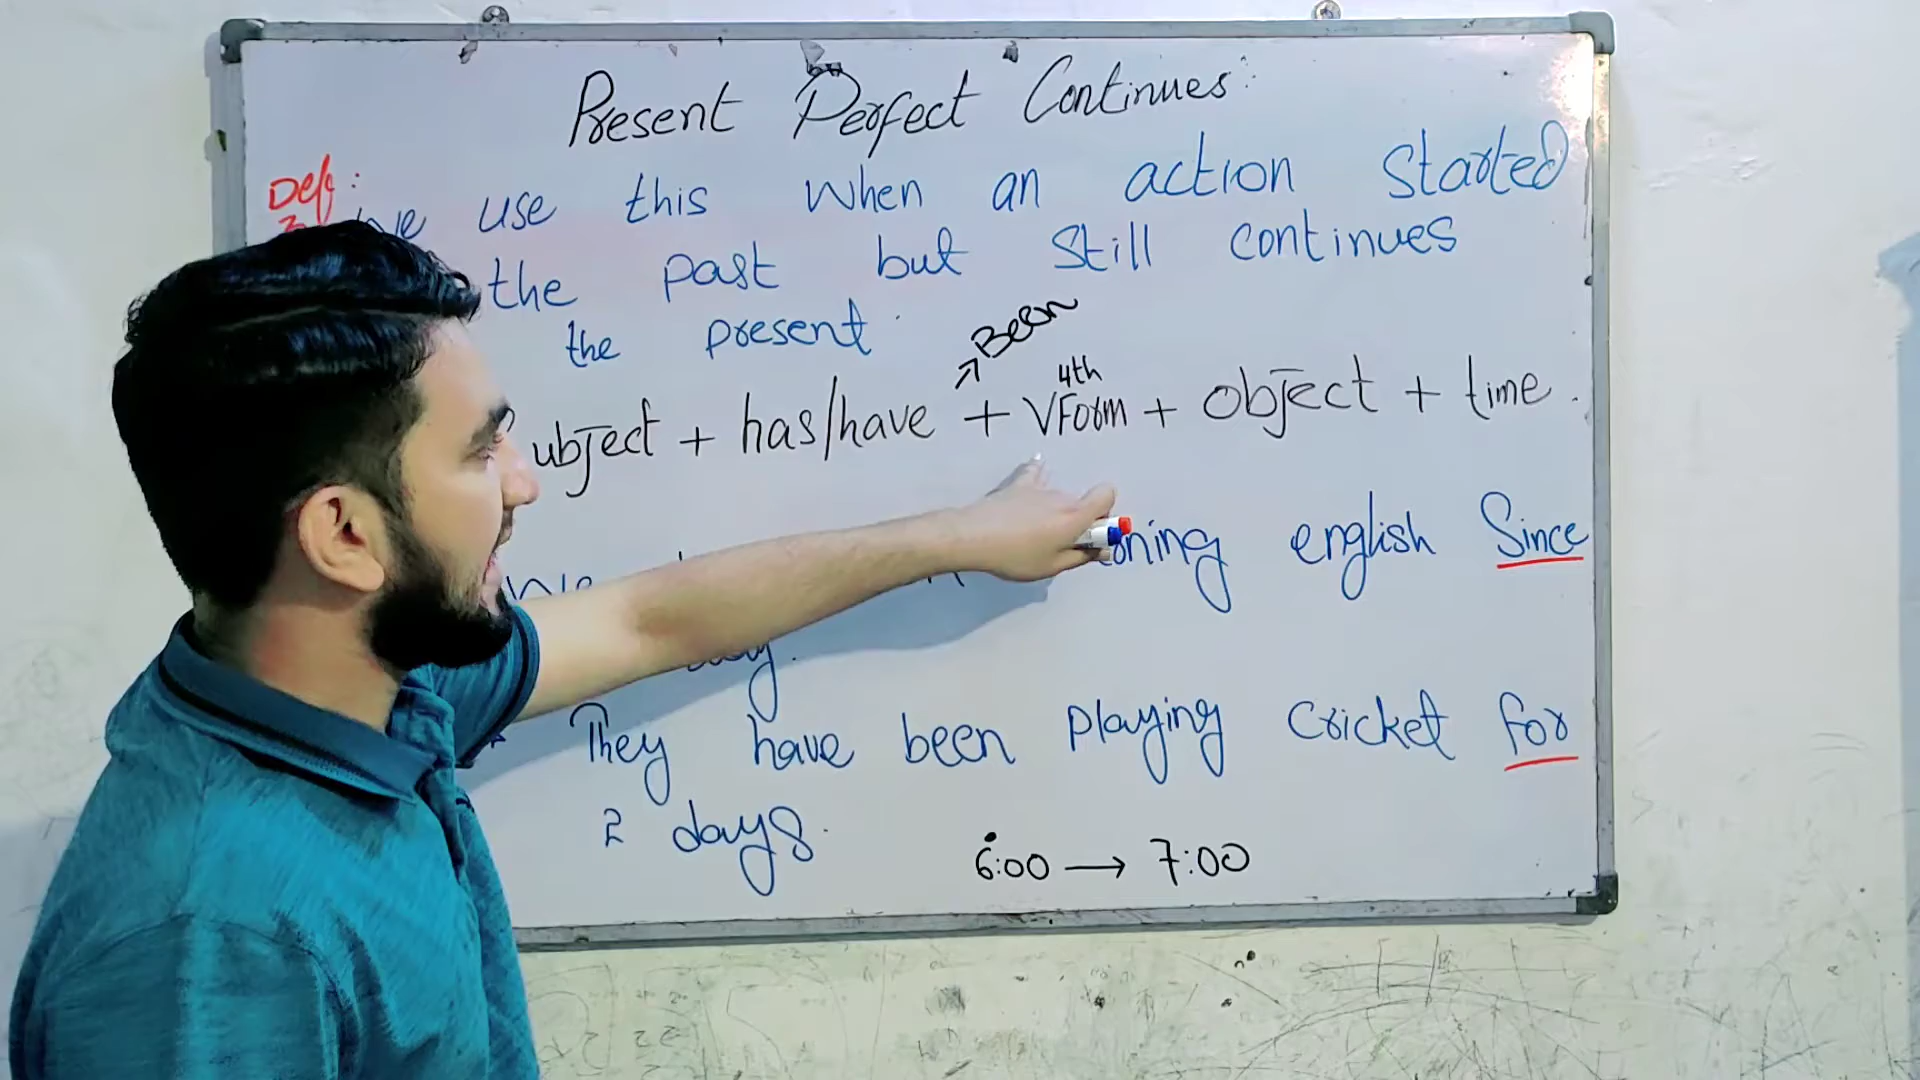 Present Perfect Continues:
Def:
we use this when an action started
the past but still continues
the present.
Been
4th
ubject + has/have + VForm + object + time.
english Since
day.
* They have been playing cricket for
2 days.
6:00 → 7:00